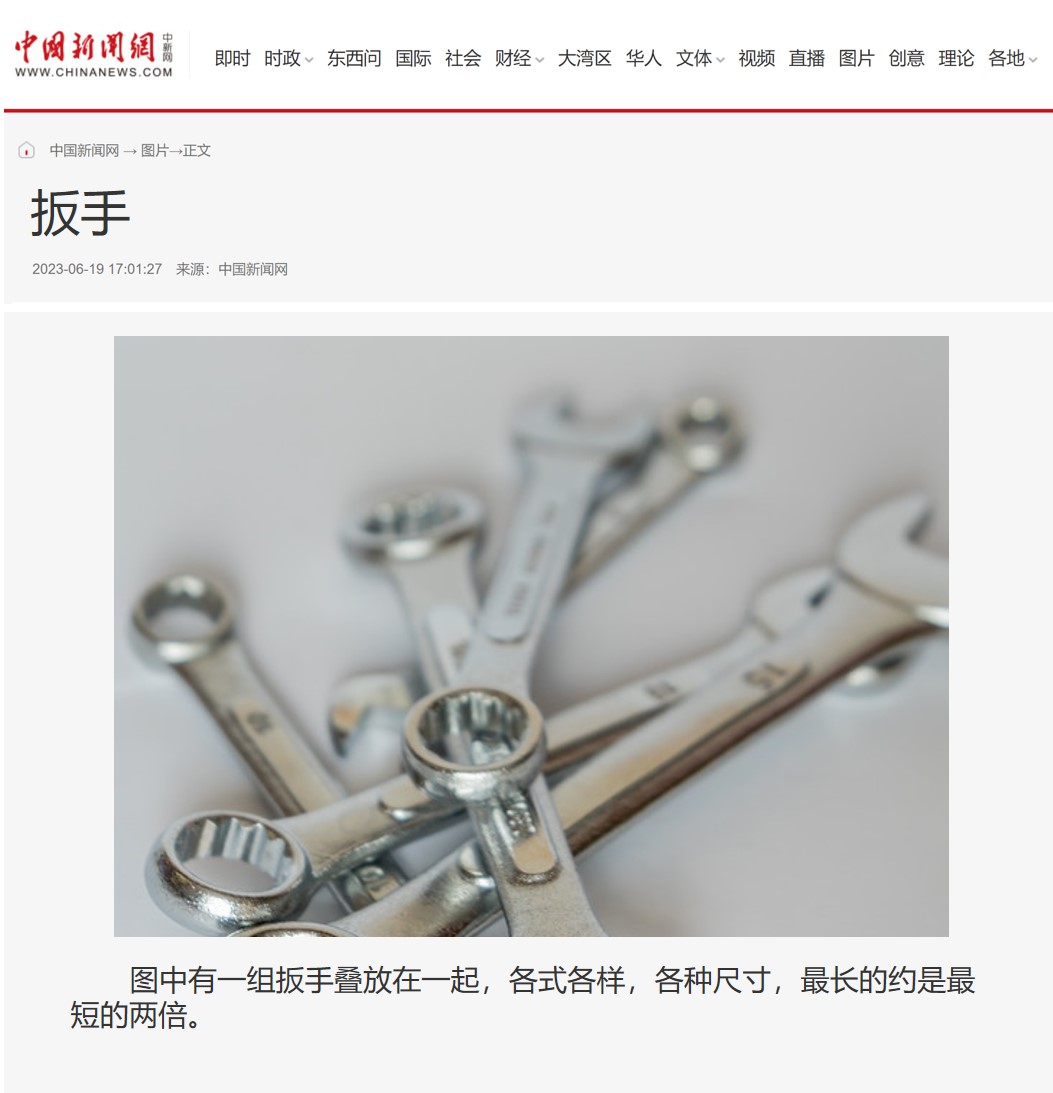 中国新闻網 中新网
WWW.CHINANEWS.COM
即时 时政 东西问 国际 社会 财经 大湾区 华人 文体 视频 直播 图片 创意 理论 各地
中国新闻网 → 图片→正文
扳手
2023-06-19 17:01:27 来源：中国新闻网
15
图中有一组扳手叠放在一起，各式各样，各种尺寸，最长的约是最
短的两倍。